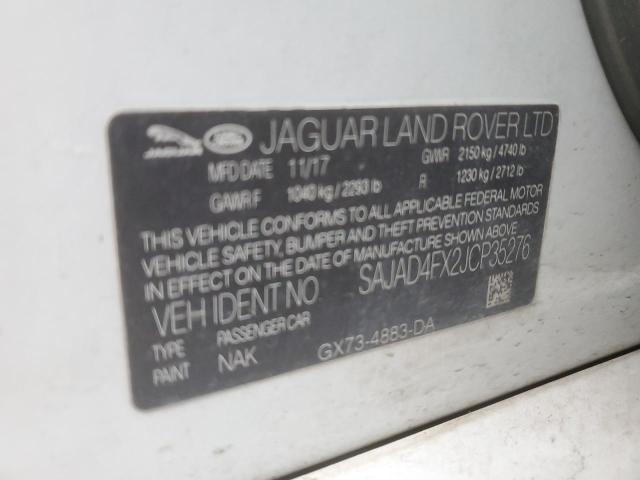 JAGUAR LAND ROVER LTD
MFD DATE 11/17 GVWR 2150 kg / 4740 lb
GAWR F 1040 kg / 2293 lb R 1230 kg / 2712 lb
THIS VEHICLE CONFORMS TO ALL APPLICABLE FEDERAL MOTOR
VEHICLE SAFETY, BUMPER AND THEFT PREVENTION STANDARDS
IN EFFECT ON THE DATE OF MANUFACTURE SHOWN ABOVE
VEH IDENT NO SAJAD4FX2JCP35276
TYPE PASSENGER CAR
PAINT NAK GX73-4883-DA